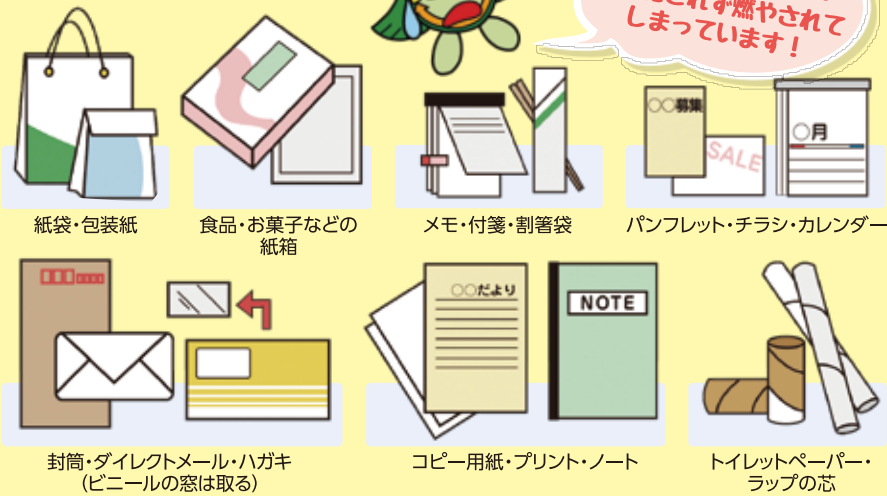 されず燃やされて
しまっています!
○○募集
SALE
○月
紙袋・包装紙
食品・お菓子などの
紙箱
メモ・付箋・割箸袋
パンフレット・チラシ・カレンダー
○○だより
NOTE
封筒・ダイレクトメール・ハガキ
(ビニールの窓は取る)
コピー用紙・プリント・ノート
トイレットペーパー・
ラップの芯